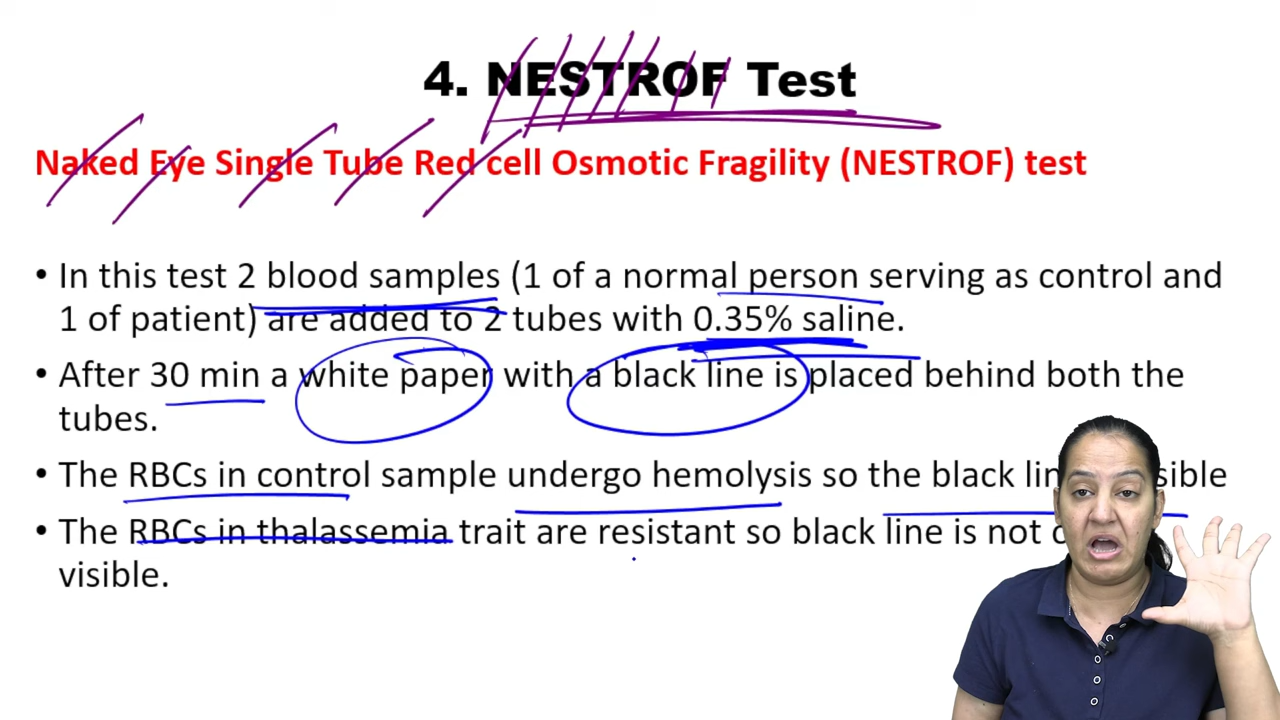 4. NESTROF Test
Naked Eye Single Tube Red cell Osmotic Fragility (NESTROF) test
• In this test 2 blood samples (1 of a normal person serving as control and
1 of patient) are added to 2 tubes with 0.35% saline.
• After 30 min a white paper with a black line is placed behind both the
tubes.
• The RBCs in control sample undergo hemolysis so the black
• The RBCs in thalassemia trait are resistant so black line is not
visible.